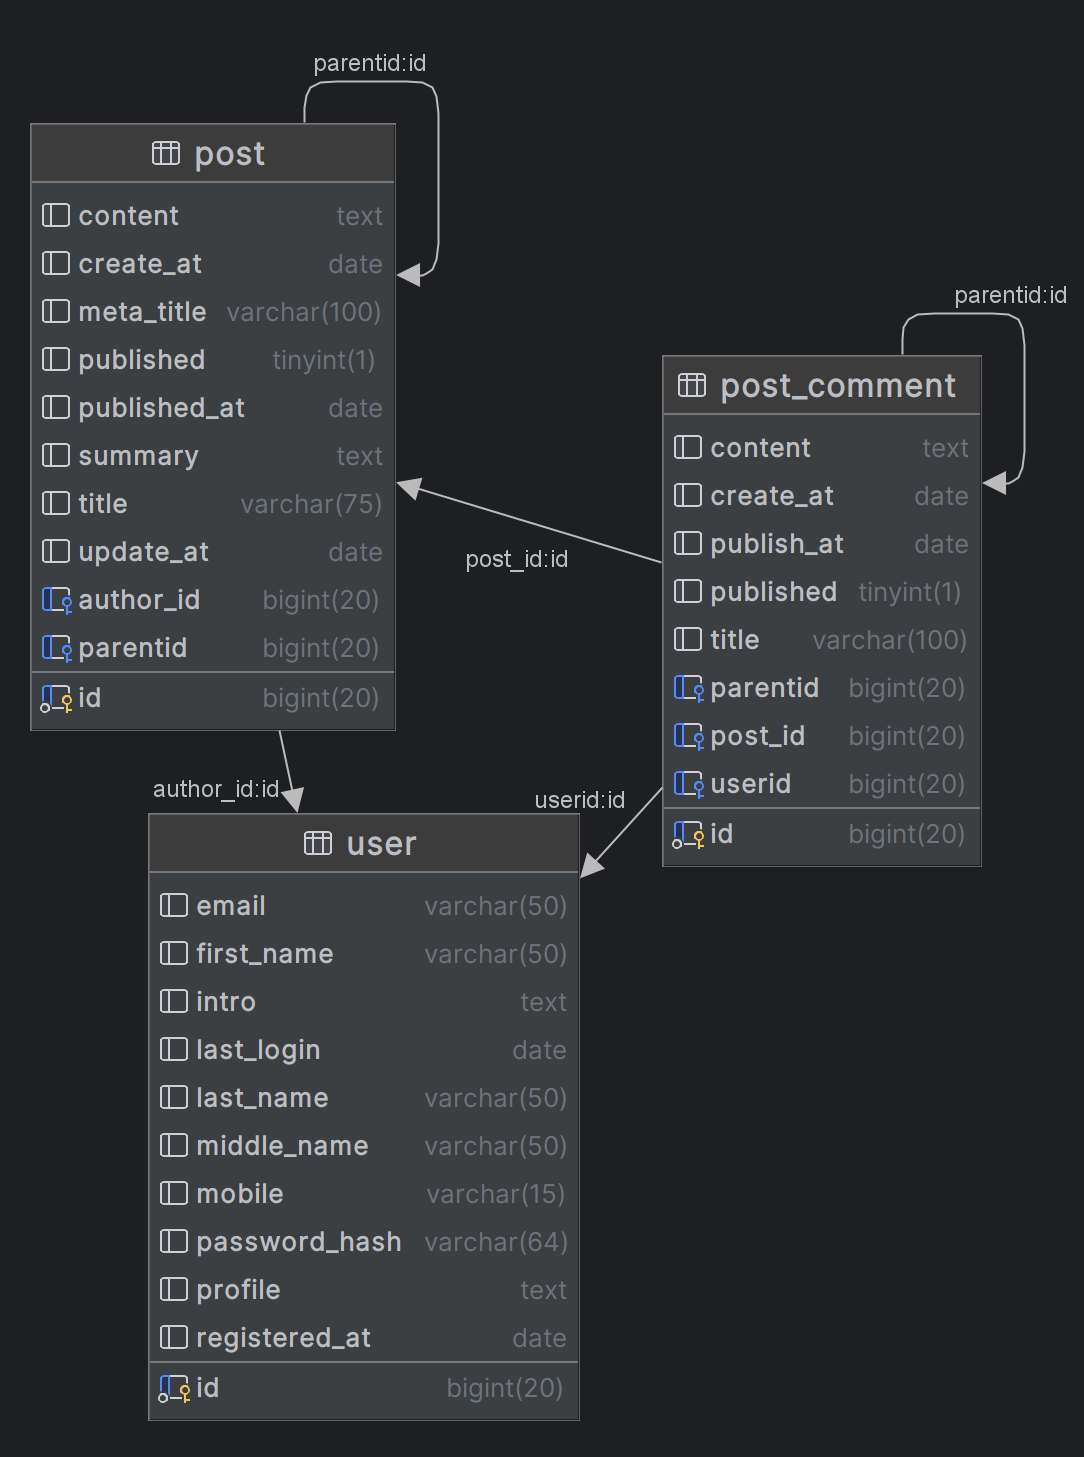 parentid:id
post
content text
create_at date
meta_title varchar(100)
published tinyint(1)
published_at date
summary text
title varchar(75)
update_at date
author_id bigint(20)
parentid bigint(20)
id bigint(20)
parentid:id
post_comment
content text
create_at date
publish_at date
published tinyint(1)
title varchar(100)
parentid bigint(20)
post_id bigint(20)
userid bigint(20)
id bigint(20)
post_id:id
author_id:id
userid:id
user
email varchar(50)
first_name varchar(50)
intro text
last_login date
last_name varchar(50)
middle_name varchar(50)
mobile varchar(15)
password_hash varchar(64)
profile text
registered_at date
id bigint(20)